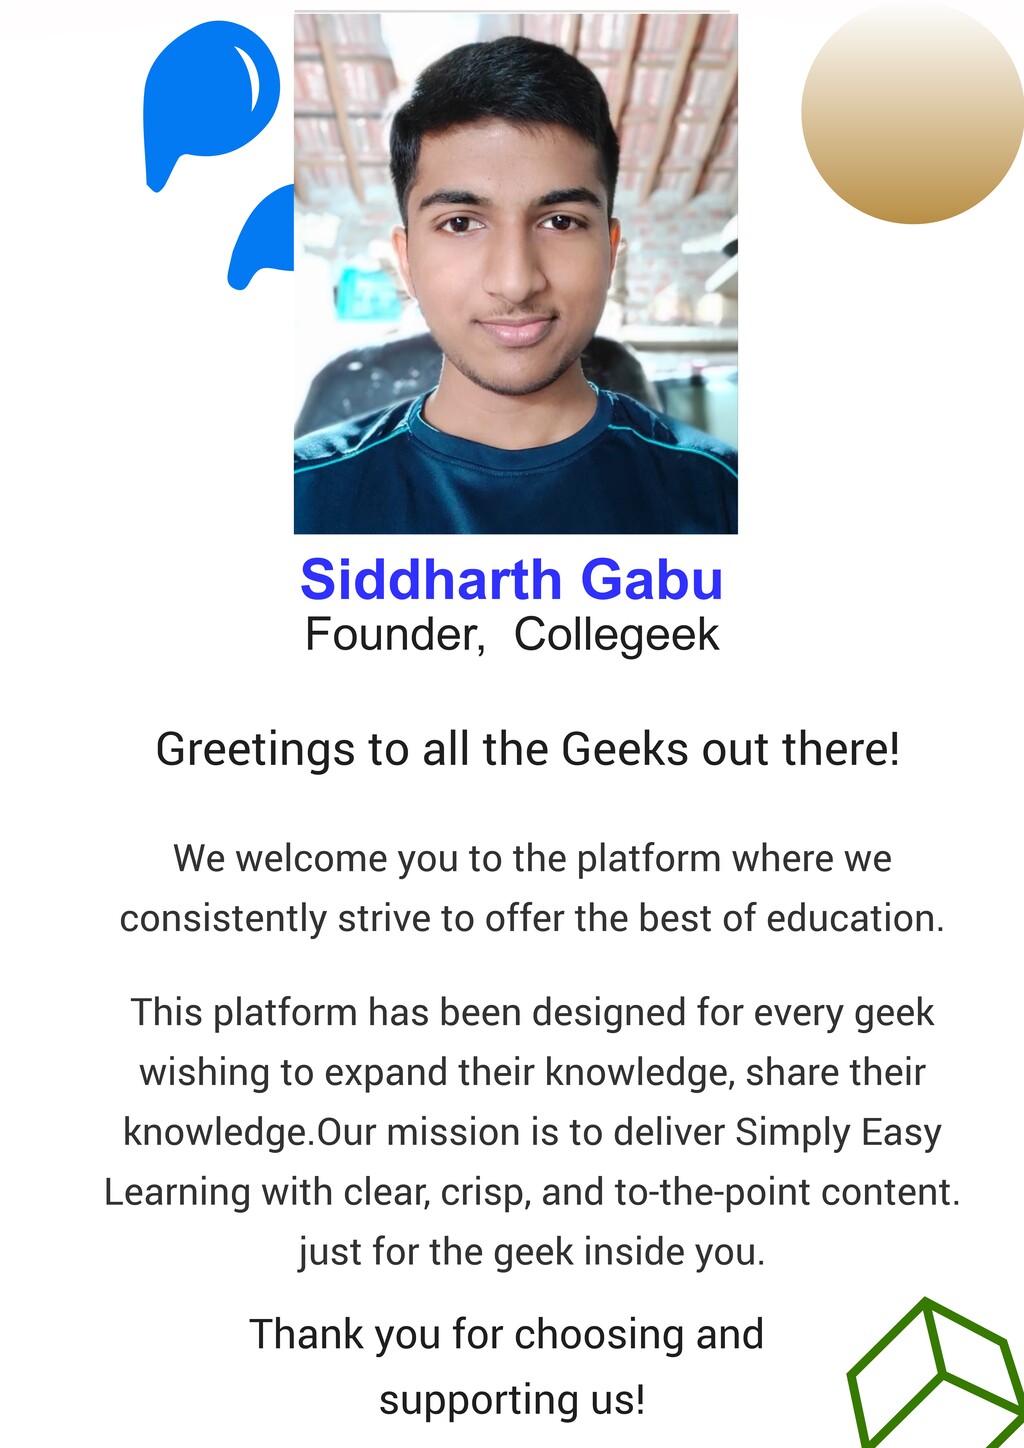 Siddharth Gabu
Founder, Collegeek
Greetings to all the Geeks out there!
We welcome you to the platform where we
consistently strive to offer the best of education.
This platform has been designed for every geek
wishing to expand their knowledge, share their
knowledge.Our mission is to deliver Simply Easy
Learning with clear, crisp, and to-the-point content.
just for the geek inside you.
Thank you for choosing and
supporting us!